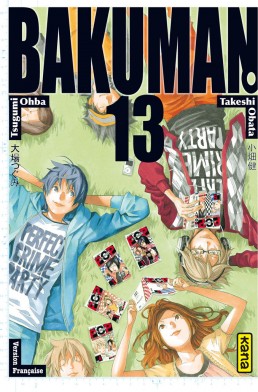 BAKUMAN.
Tsugumi
Ohba
大場つぐみ
13
Takeshi
Obata
小畑健
PERFECT
CRIME
PARTY
Version
Française
kana